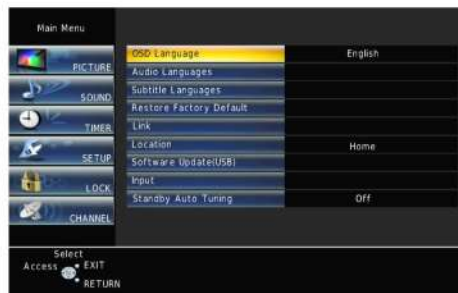 Main Menu
PICTURE
SOUND
TIMER
SETUP
LOCK
CHANNEL
OSD Language English
Audio Languages
Subtitle Languages
Restore Factory Default
Link
Location Home
Software Update(USB)
Input
Standby Auto Tuning Off
Select
Access EXIT
RETURN